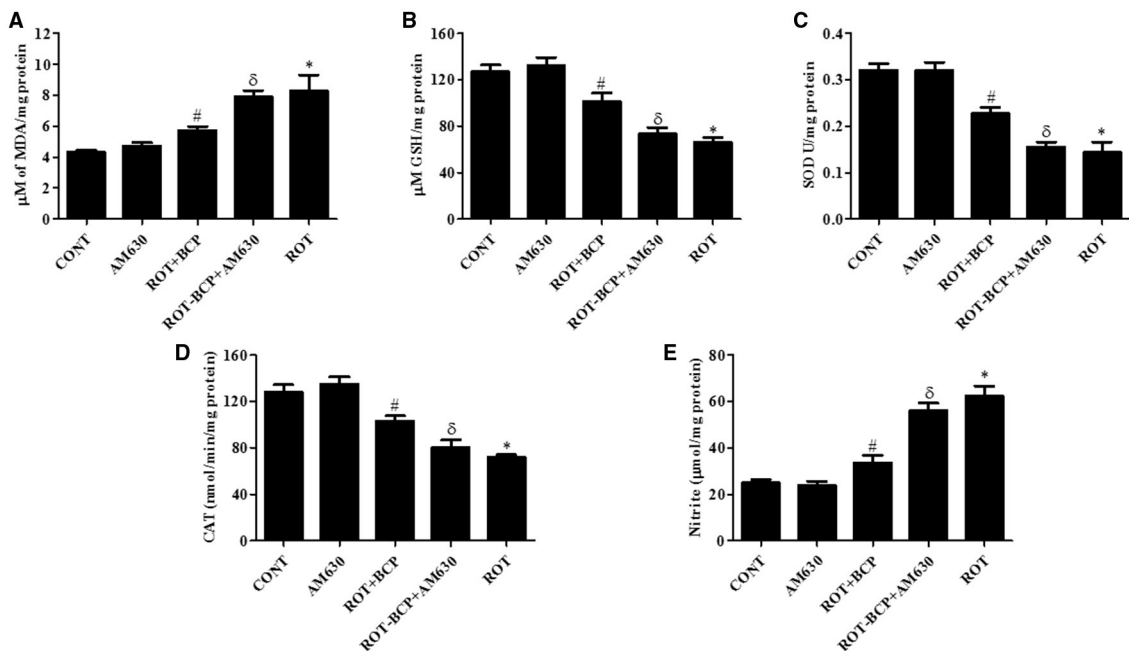 A
μM of MDA/mg protein
12
10
8
6
4
2
0
#
δ
*
CONT
AM630
ROT+BCP
ROT-BCP+AM630
ROT
B
μM GSH/mg protein
160
120
80
40
0
#
δ
*
CONT
AM630
ROT+BCP
ROT-BCP+AM630
ROT
C
SOD U/mg protein
0.4
0.3
0.2
0.1
0.0
#
δ
*
CONT
AM630
ROT+BCP
ROT-BCP+AM630
ROT
D
CAT (nmol/min/mg protein)
160
120
80
40
0
#
δ
*
CONT
AM630
ROT+BCP
ROT-BCP+AM630
ROT
E
Nitrite (μmol/mg protein)
80
60
40
20
0
#
δ
*
CONT
AM630
ROT+BCP
ROT-BCP+AM630
ROT